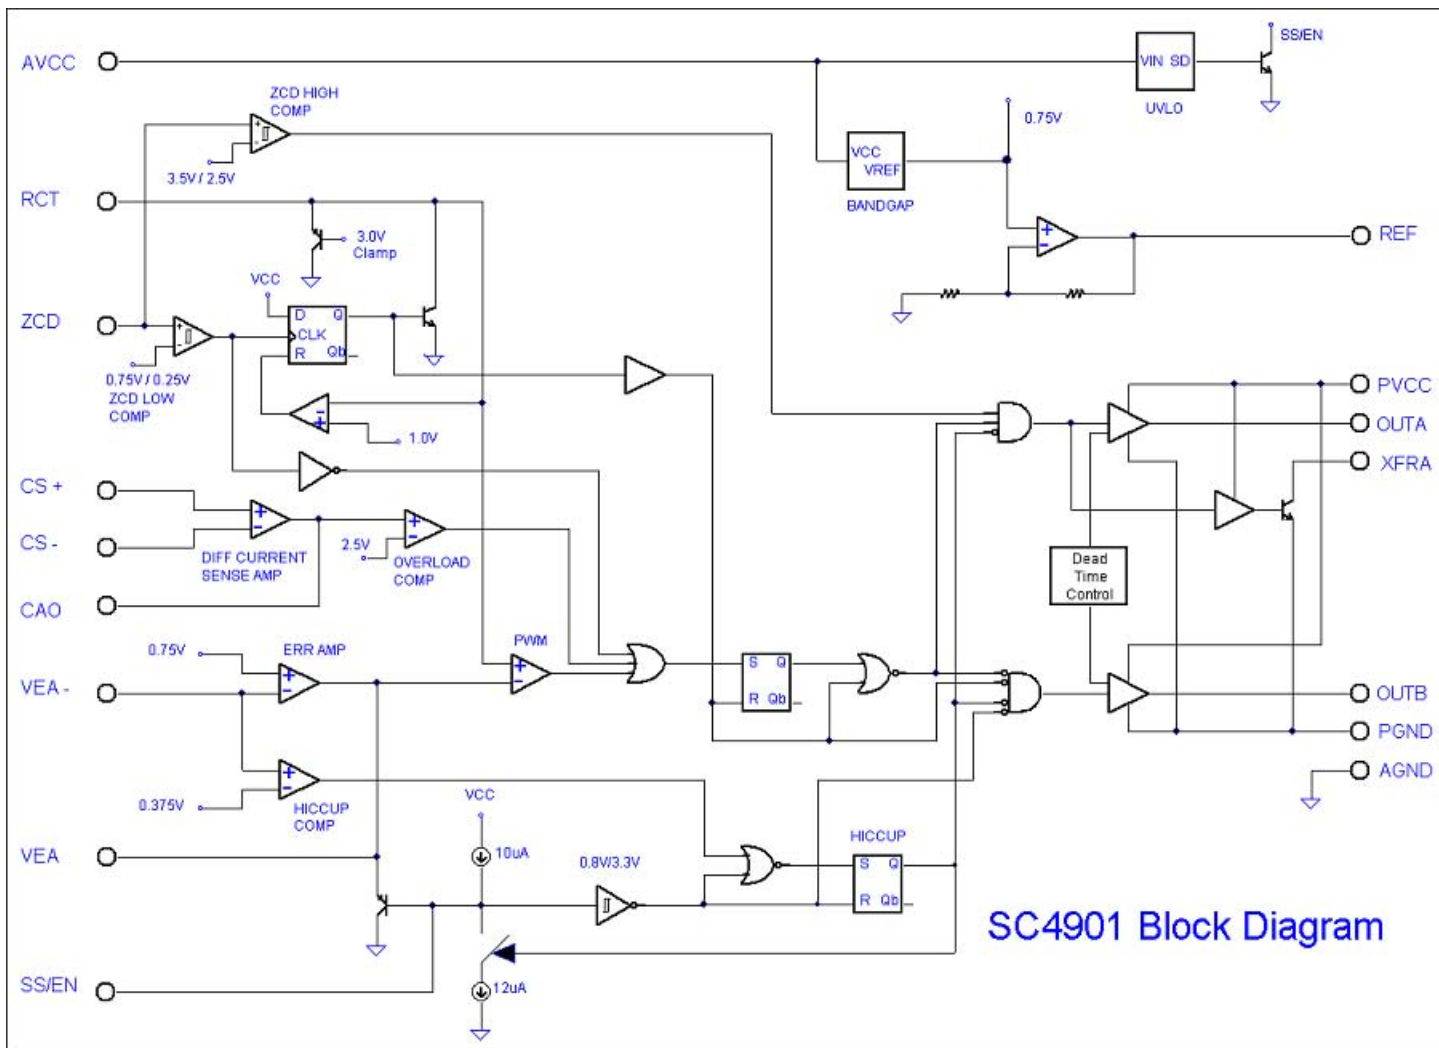 SS/EN
AVCC
VIN SD
UVLO
ZCD HIGH
COMP
0.75V
VCC
VREF
BANDGAP
3.5V / 2.5V
RCT
3.0V
Clamp
REF
VCC
ZCD
D Q
CLK
R Qb
0.75V / 0.25V
ZCD LOW
COMP
1.0V
PVCC
OUTA
XFRA
CS +
CS -
2.5V
DIFF CURRENT
SENSE AMP
OVERLOAD
COMP
Dead
Time
Control
CAO
0.75V
ERR AMP
PWM
VEA -
S Q
R Qb
OUTB
PGND
AGND
0.375V
HICCUP
COMP
VCC
HICCUP
VEA
10uA
0.8V/3.3V
S Q
R Qb
SC4901 Block Diagram
SS/EN
12uA